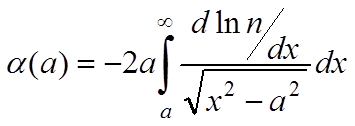 α(a) = −2a ∫ₐ^∞ (d ln n/dx)/√(x² − a²) dx